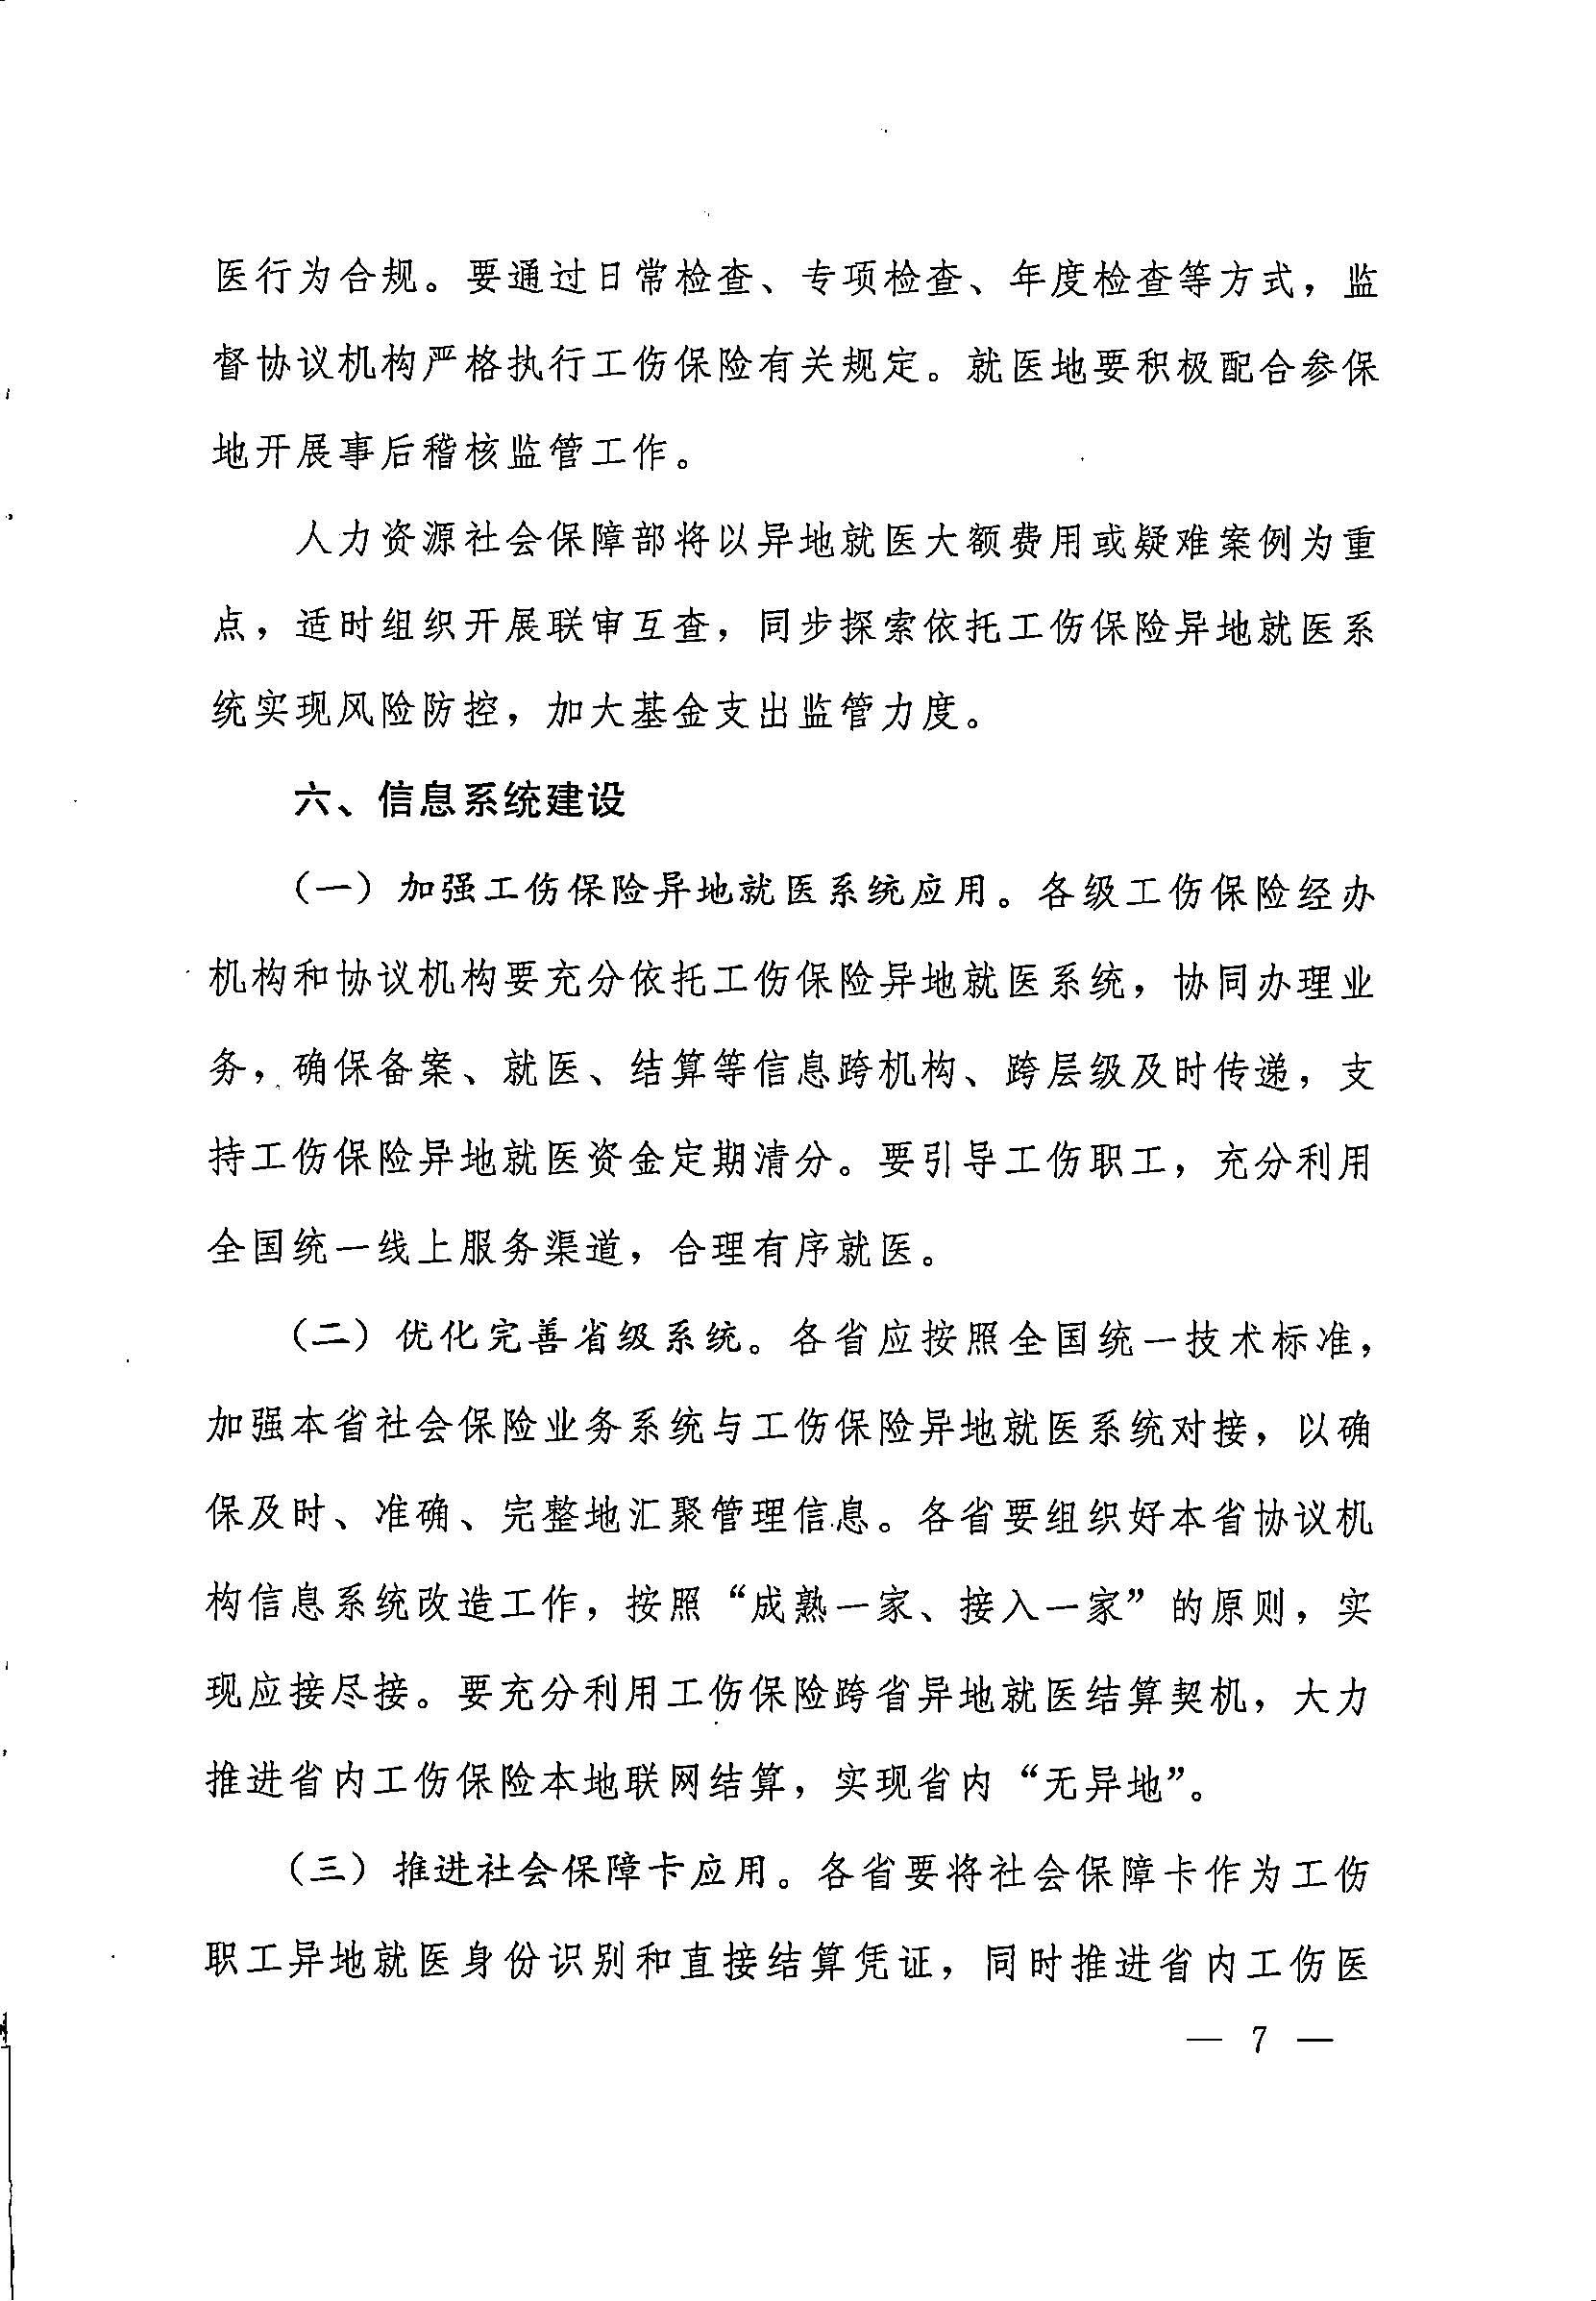 医行为合规。要通过日常检查、专项检查、年度检查等方式，监
督协议机构严格执行工伤保险有关规定。就医地要积极配合参保
地开展事后稽核监管工作。
人力资源社会保障部将以异地就医大额费用或疑难案例为重
点，适时组织开展联审互查，同步探索依托工伤保险异地就医系
统实现风险防控，加大基金支出监管力度。
六、信息系统建设
（一）加强工伤保险异地就医系统应用。各级工伤保险经办
机构和协议机构要充分依托工伤保险异地就医系统，协同办理业
务，确保备案、就医、结算等信息跨机构、跨层级及时传递，支
持工伤保险异地就医资金定期清分。要引导工伤职工，充分利用
全国统一线上服务渠道，合理有序就医。
（二）优化完善省级系统。各省应按照全国统一技术标准，
加强本省社会保险业务系统与工伤保险异地就医系统对接，以确
保及时、准确、完整地汇聚管理信息。各省要组织好本省协议机
构信息系统改造工作，按照“成熟一家、接入一家”的原则，实
现应接尽接。要充分利用工伤保险跨省异地就医结算契机，大力
推进省内工伤保险本地联网结算，实现省内“无异地”。
（三）推进社会保障卡应用。各省要将社会保障卡作为工伤
职工异地就医身份识别和直接结算凭证，同时推进省内工伤医
— 7 —